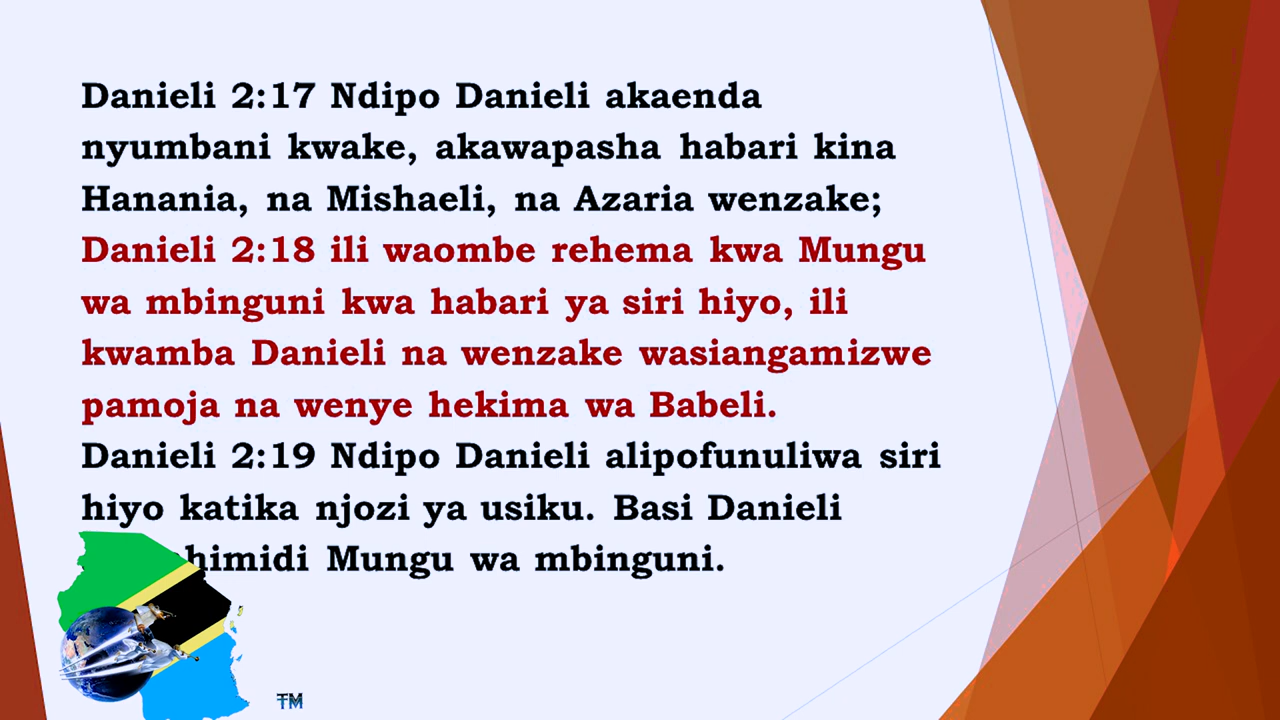 Danieli 2:17 Ndipo Danieli akaenda
nyumbani kwake, akawapasha habari kina
Hanania, na Mishaeli, na Azaria wenzake;
Danieli 2:18 ili waombe rehema kwa Mungu
wa mbinguni kwa habari ya siri hiyo, ili
kwamba Danieli na wenzake wasiangamizwe
pamoja na wenye hekima wa Babeli.
Danieli 2:19 Ndipo Danieli alipofunuliwa siri
hiyo katika njozi ya usiku. Basi Danieli
Mungu wa mbinguni.
TM